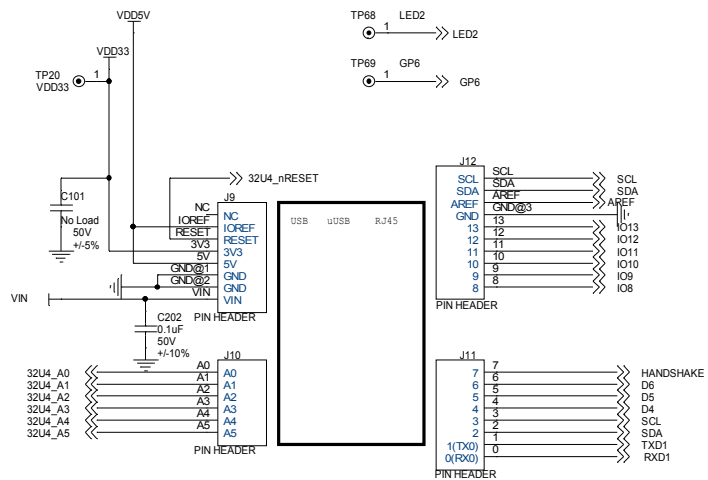 VDD5V
VDD33
TP20
1
VDD33
TP68
LED2
1
LED2
TP69
GP6
1
GP6
C101
No Load
50V
+/-5%
32U4_nRESET
J9
NC
IOREF
RESET
3V3
5V
GND@1
GND@2
VIN
NC
IOREF
RESET
3V3
5V
GND
GND
VIN
PIN HEADER
VIN
C202
0.1uF
50V
+/-10%
USB uUSB RJ45
J12
SCL
SDA
AREF
GND
13
12
11
10
9
8
SCL
SDA
AREF
GND@3
13
12
11
10
9
8
SCL
SDA
AREF
IO13
IO12
IO11
IO10
IO9
IO8
PIN HEADER
J10
32U4_A0
32U4_A1
32U4_A2
32U4_A3
32U4_A4
32U4_A5
A0
A1
A2
A3
A4
A5
A0
A1
A2
A3
A4
A5
PIN HEADER
J11
7
6
5
4
3
2
1(TX0)
0(RX0)
7
6
5
4
3
2
1
0
HANDSHAKE
D6
D5
D4
SCL
SDA
TXD1
RXD1
PIN HEADER